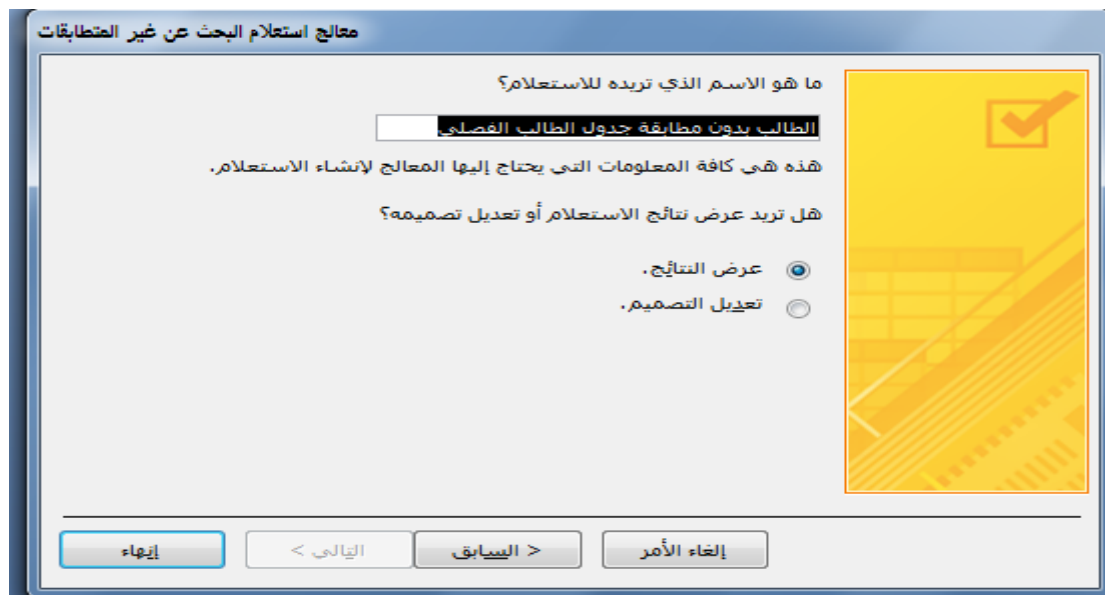 معالج استعلام البحث عن غير المتطابقات
ما هو الاسم الذي تريده للاستعلام؟
الطالب بدون مطابقة جدول الطالب الفصلي
هذه هي كافة المعلومات التي يحتاج إليها المعالج لإنشاء الاستعلام.
هل تريد عرض نتائج الاستعلام أو تعديل تصميمه؟
عرض النتائج.
تعديل التصميم.
إلغاء الأمر
< السابق
التالي >
إنهاء